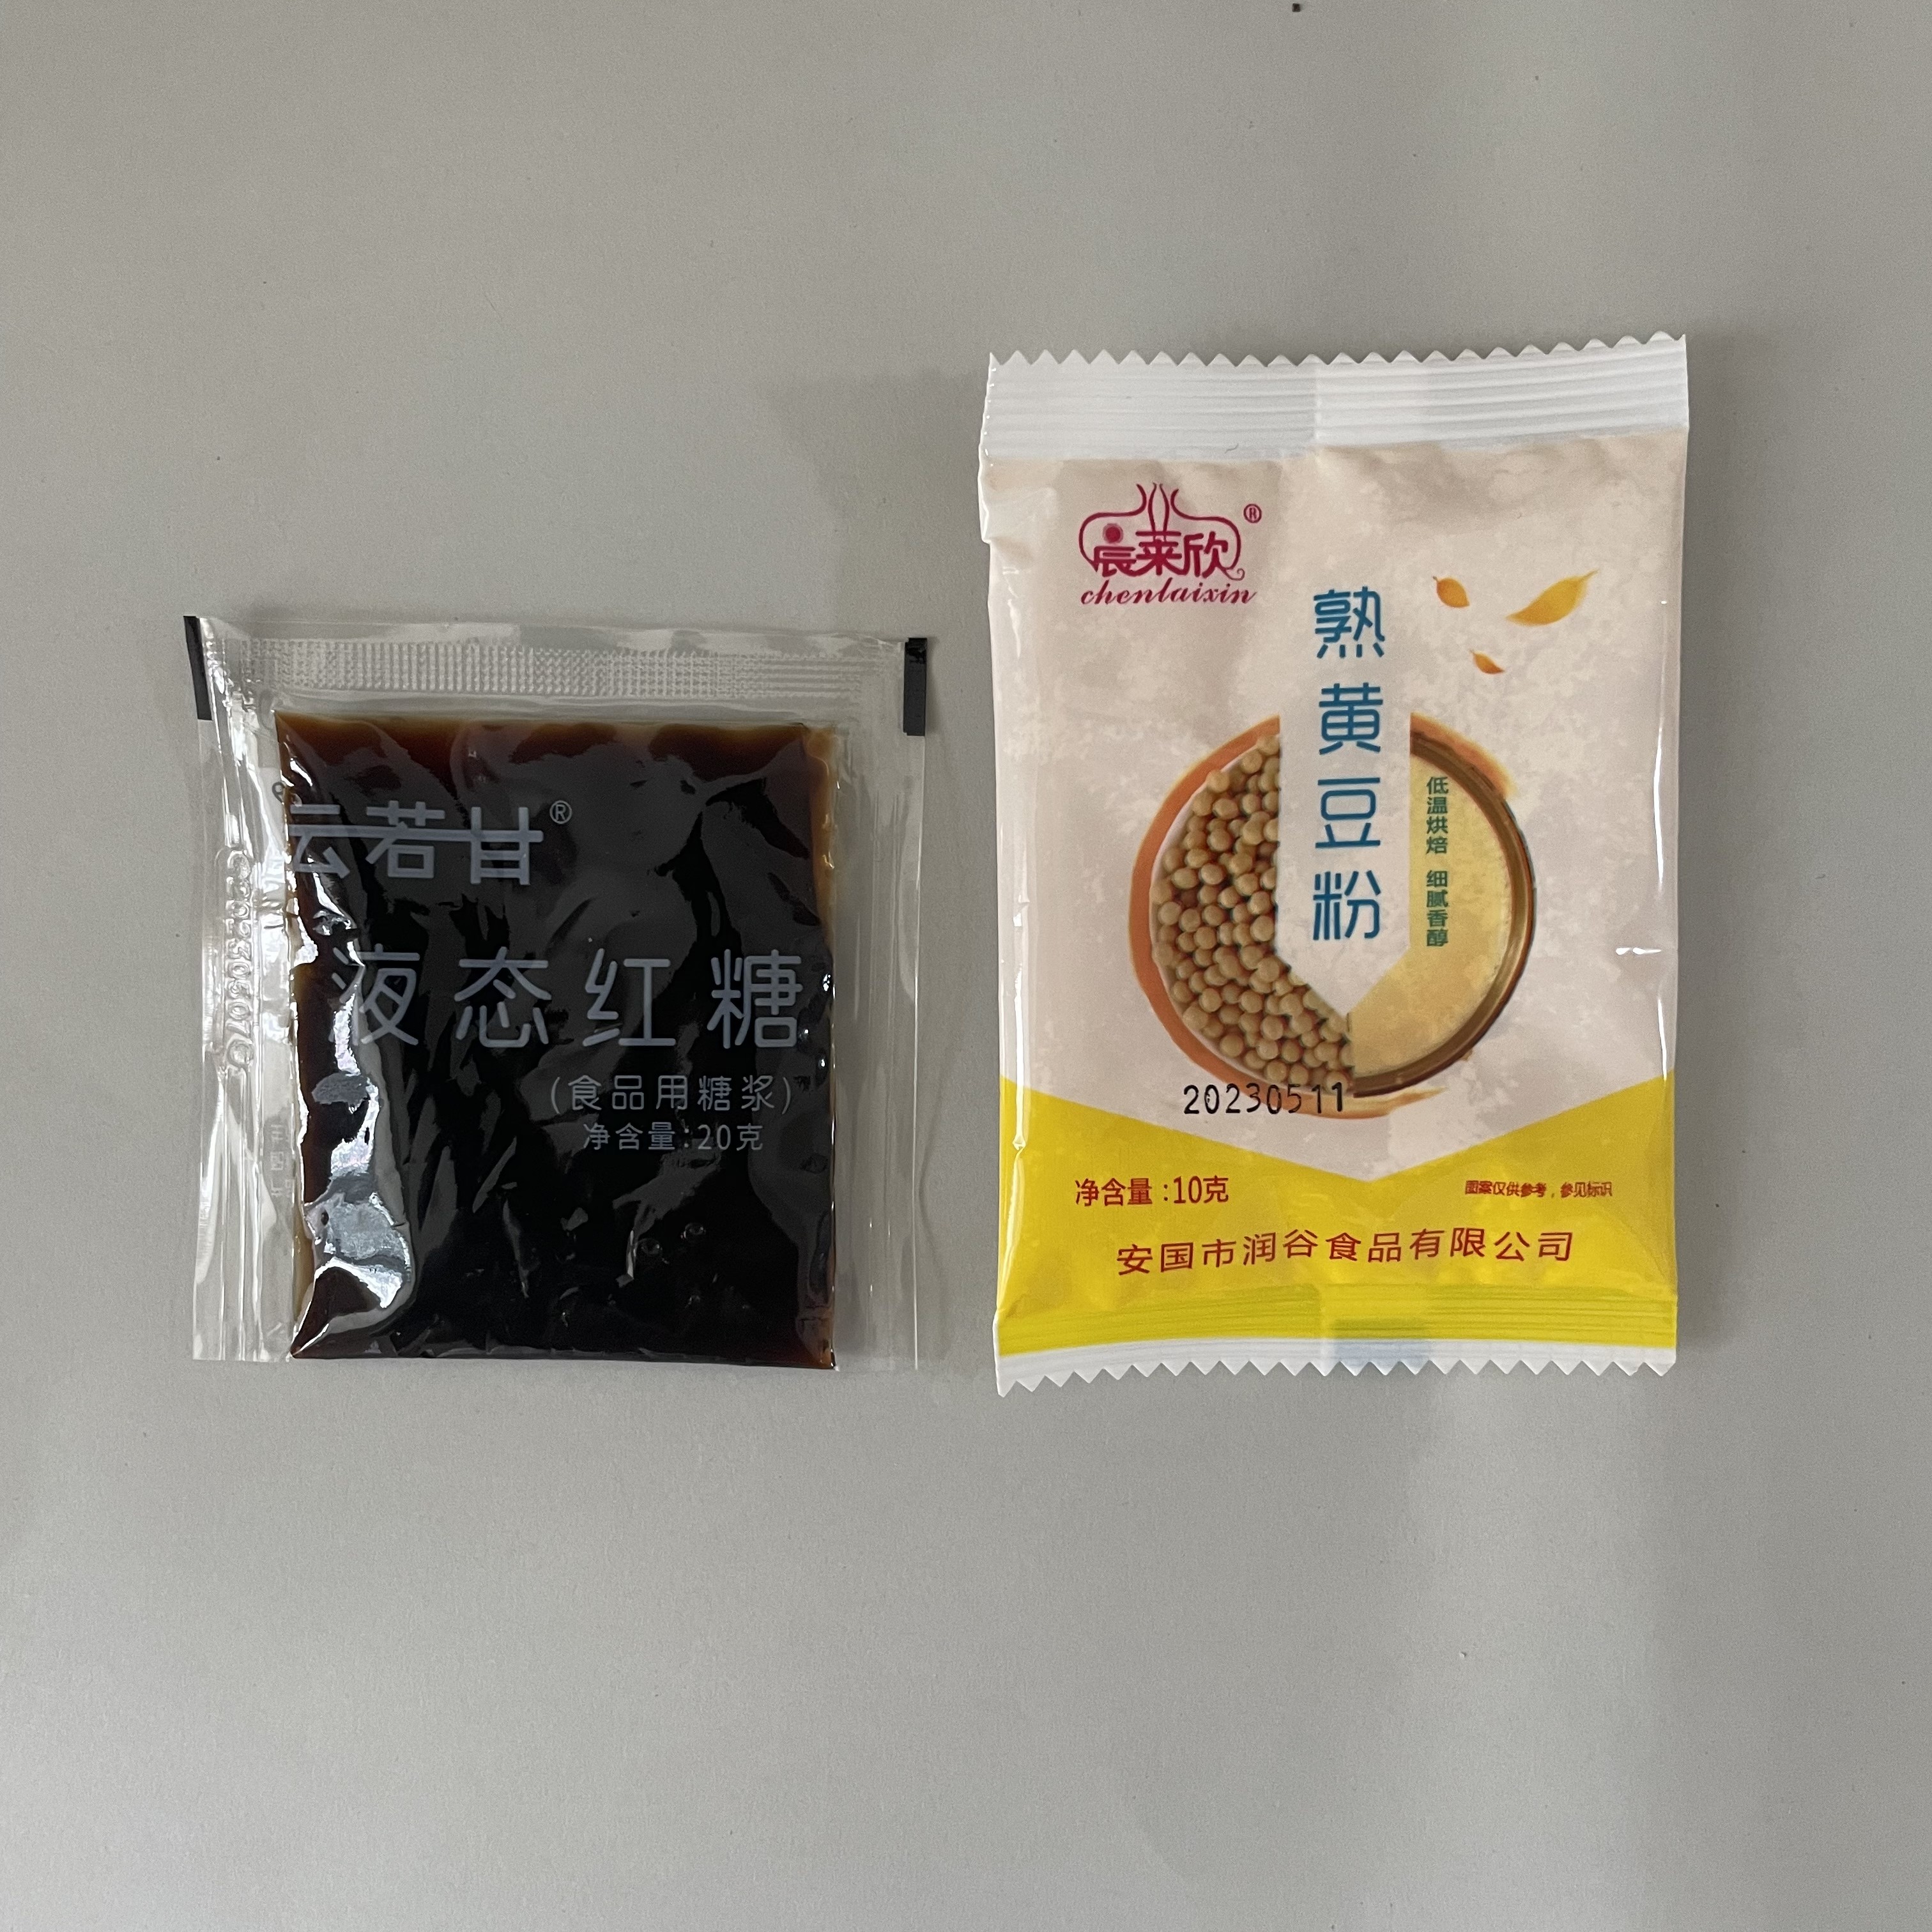 云若甘®
液态红糖
(食品用糖浆)
净含量:20克
晨莱欣®
chenlaixin
熟黄豆粉
低温烘焙 细腻香醇
20230511
净含量:10克
图案仅供参考，参见标识
安国市润谷食品有限公司